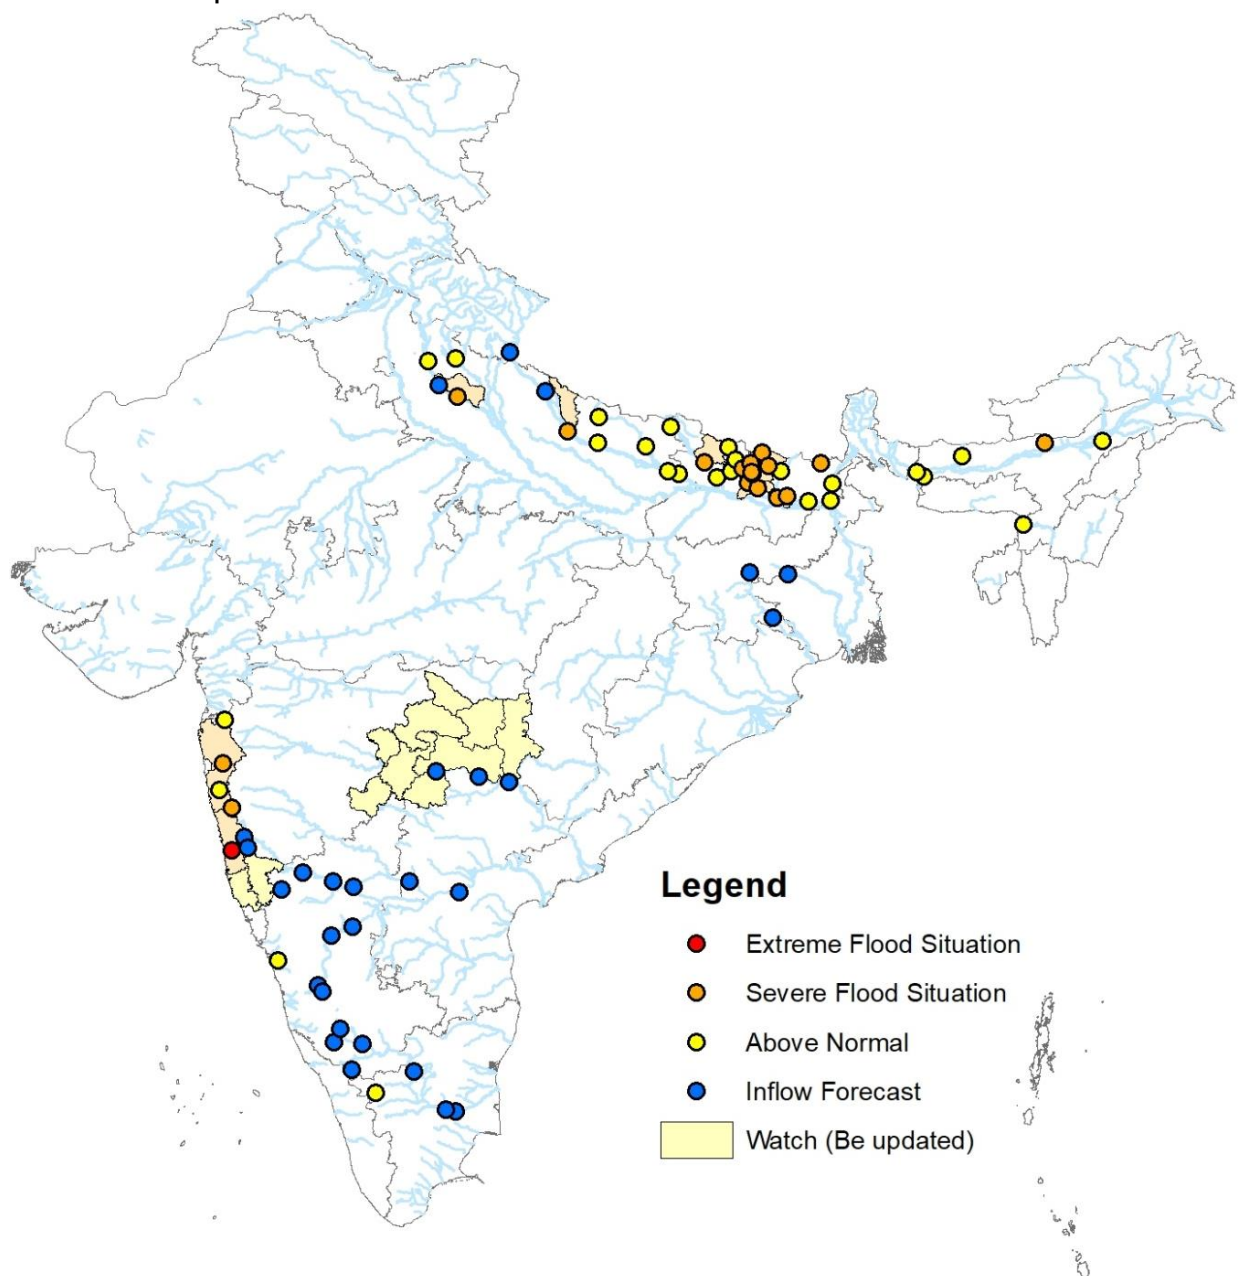 Legend
Extreme Flood Situation
Severe Flood Situation
Above Normal
Inflow Forecast
Watch (Be updated)